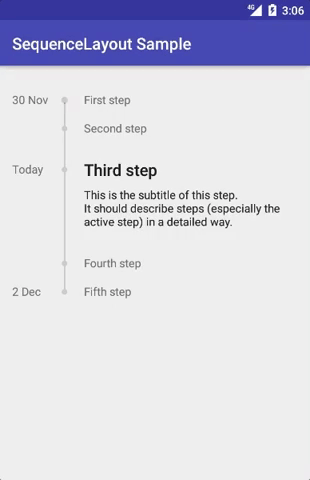 4G 3:06
SequenceLayout Sample
30 Nov First step
Second step
Today Third step
This is the subtitle of this step.
It should describe steps (especially the
active step) in a detailed way.
Fourth step
2 Dec Fifth step